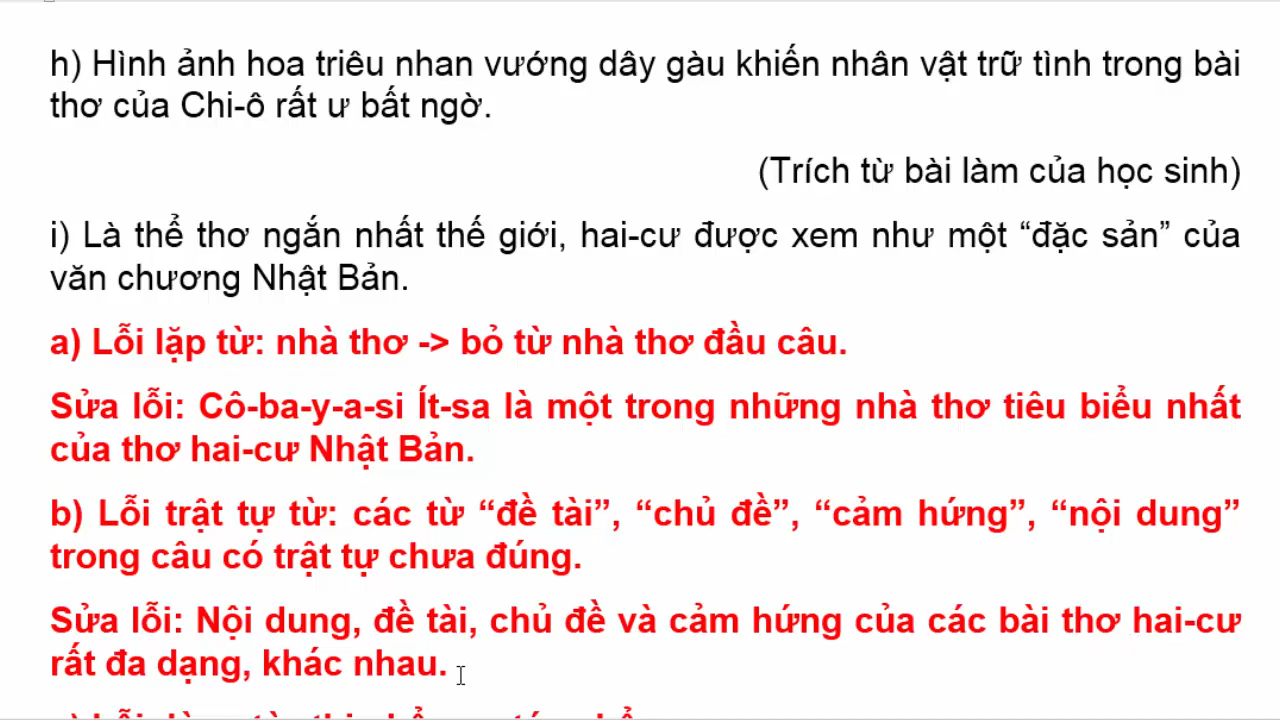 h) Hình ảnh hoa triêu nhan vướng dây gàu khiến nhân vật trữ tình trong bài
thơ của Chi-ô rất ư bất ngờ.
(Trích từ bài làm của học sinh)
i) Là thể thơ ngắn nhất thế giới, hai-cư được xem như một “đặc sản” của
văn chương Nhật Bản.
a) Lỗi lặp từ: nhà thơ -> bỏ từ nhà thơ đầu câu.
Sửa lỗi: Cô-ba-y-a-si Ít-sa là một trong những nhà thơ tiêu biểu nhất
của thơ hai-cư Nhật Bản.
b) Lỗi trật tự từ: các từ “đề tài”, “chủ đề”, “cảm hứng”, “nội dung”
trong câu có trật tự chưa đúng.
Sửa lỗi: Nội dung, đề tài, chủ đề và cảm hứng của các bài thơ hai-cư
rất đa dạng, khác nhau.